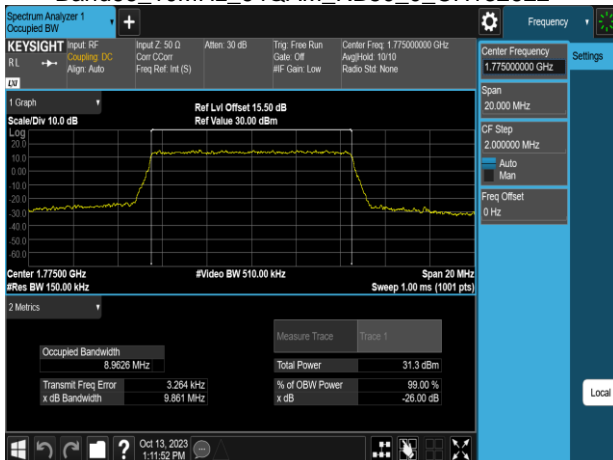 Spectrum Analyzer 1
Occupied BW
+
Frequency
KEYSIGHT
RL
Input: RF
Coupling: DC
Align: Auto
Input Z: 50 Ω
Corr CCorr
Freq Ref: Int (S)
Atten: 30 dB
Trig: Free Run
Gate: Off
#IF Gain: Low
Center Freq: 1.775000000 GHz
Avg|Hold: 10/10
Radio Std: None
LXI
1 Graph
Scale/Div 10.0 dB
Ref Lvl Offset 15.50 dB
Ref Value 30.00 dBm
Log
20.0
10.0
0.00
-10.0
-20.0
-30.0
-40.0
-50.0
-60.0
Center 1.77500 GHz
#Res BW 150.00 kHz
#Video BW 510.00 kHz
Span 20 MHz
Sweep 1.00 ms (1001 pts)
2 Metrics
Measure Trace
Trace 1
Occupied Bandwidth
8.9626 MHz
Total Power
31.3 dBm
Transmit Freq Error
3.264 kHz
% of OBW Power
99.00 %
x dB Bandwidth
9.861 MHz
x dB
-26.00 dB
Center Frequency
1.775000000 GHz
Settings
Span
20.000 MHz
CF Step
2.000000 MHz
Auto
Man
Freq Offset
0 Hz
Local
?
Oct 13, 2023
1:11:52 PM